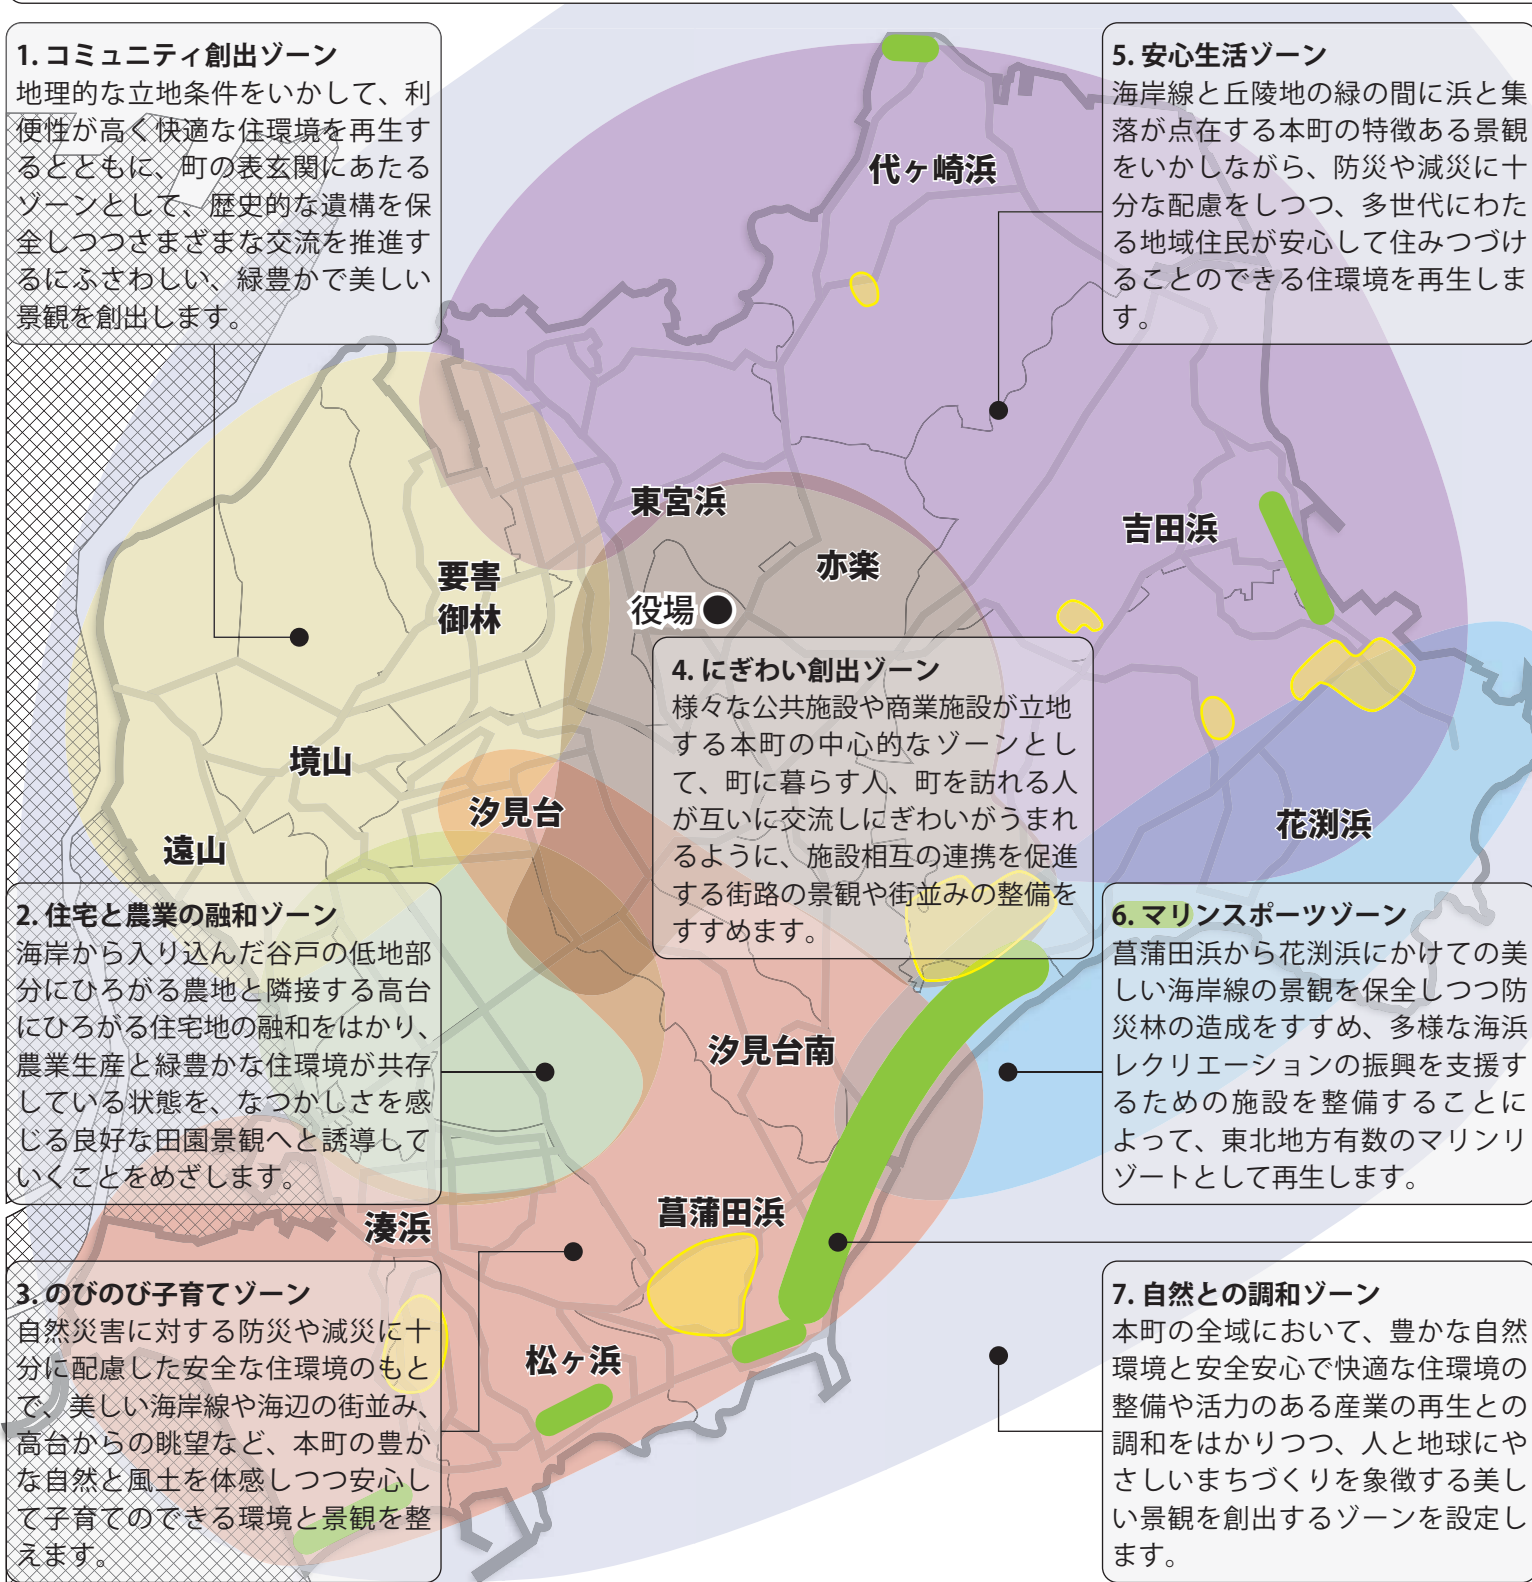 1. コミュニティ創出ゾーン
地理的な立地条件をいかして、利
便性が高く快適な住環境を再生す
るとともに、町の表玄関にあたる
ゾーンとして、歴史的な遺構を保
全しつつさまざまな交流を推進す
るにふさわしい、緑豊かで美しい
景観を創出します。
5. 安心生活ゾーン
海岸線と丘陵地の緑の間に浜と集
落が点在する本町の特徴ある景観
をいかしながら、防災や減災に十
分な配慮をしつつ、多世代にわた
る地域住民が安心して住みつづけ
ることのできる住環境を再生しま
す。
代ヶ崎浜
東宮浜
吉田浜
亦楽
要害
御林
役場
4. にぎわい創出ゾーン
様々な公共施設や商業施設が立地
する本町の中心的なゾーンとし
て、町に暮らす人、町を訪れる人
が互いに交流しにぎわいがうまれ
るように、施設相互の連携を促進
する街路の景観や街並みの整備を
すすめます。
境山
汐見台
花渕浜
遠山
2. 住宅と農業の融和ゾーン
海岸から入り込んだ谷戸の低地部
分にひろがる農地と隣接する高台
にひろがる住宅地の融和をはかり、
農業生産と緑豊かな住環境が共存
している状態を、なつかしさを感
じる良好な田園景観へと誘導して
いくことをめざします。
6. マリンスポーツゾーン
菖蒲田浜から花渕浜にかけての美
しい海岸線の景観を保全しつつ防
災林の造成をすすめ、多様な海浜
レクリエーションの振興を支援す
るための施設を整備することに
よって、東北地方有数のマリンリ
ゾートとして再生します。
汐見台南
菖蒲田浜
湊浜
3. のびのび子育てゾーン
自然災害に対する防災や減災に十
分に配慮した安全な住環境のもと
で、美しい海岸線や海辺の街並み、
高台からの眺望など、本町の豊か
な自然と風土を体感しつつ安心し
て子育てのできる環境と景観を整
えます。
松ヶ浜
7. 自然との調和ゾーン
本町の全域において、豊かな自然
環境と安全安心で快適な住環境の
整備や活力のある産業の再生との
調和をはかりつつ、人と地球にや
さしいまちづくりを象徴する美し
い景観を創出するゾーンを設定し
ます。